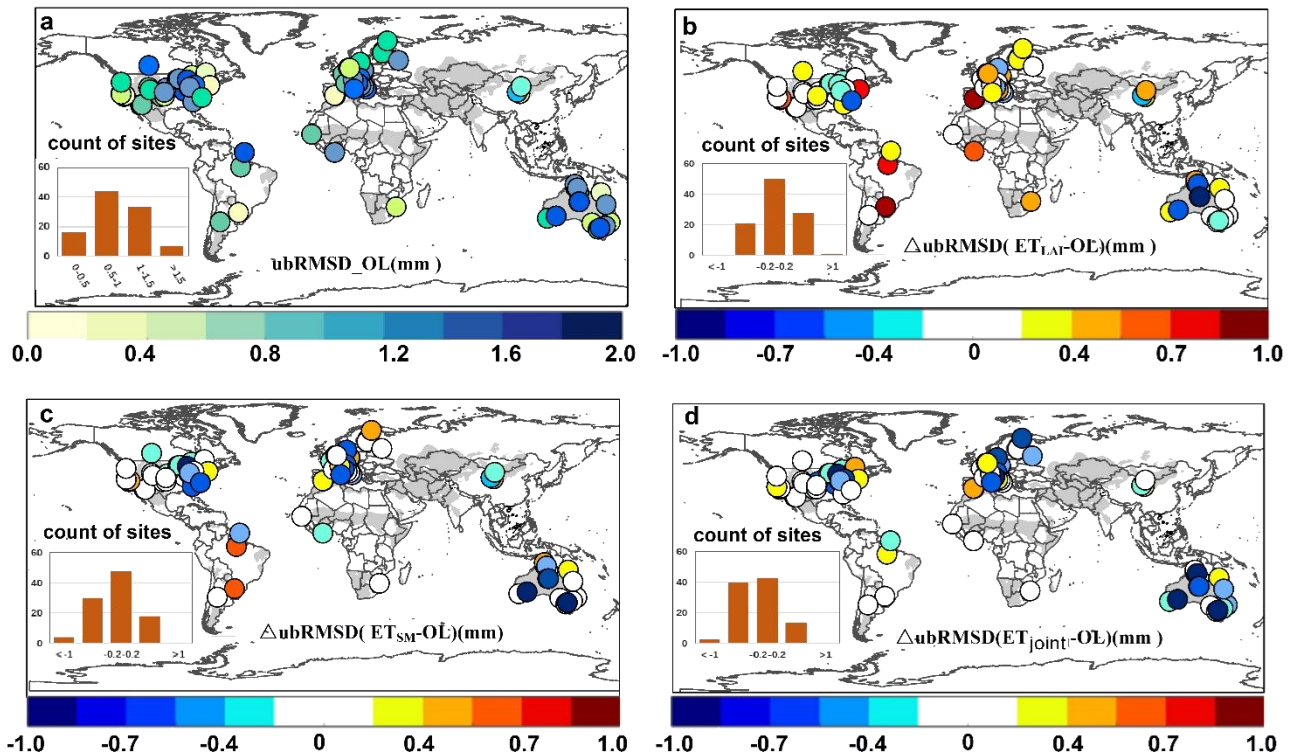 a
count of sites
60
40
20
0
0-0.5
0.5-1
1-1.5
>1.5
ubRMSD_OL(mm )
0.0 0.4 0.8 1.2 1.6 2.0
b
count of sites
60
40
20
0
< -1 -0.2-0.2 >1
△ubRMSD( ET_LAI-OL)(mm )
-1.0 -0.7 -0.4 0 0.4 0.7 1.0
c
count of sites
60
40
20
0
< -1 -0.2-0.2 >1
△ubRMSD( ET_SM-OL)(mm)
-1.0 -0.7 -0.4 0 0.4 0.7 1.0
d
count of sites
60
40
20
0
< -1 -0.2-0.2 >1
△ubRMSD(ET_joint-OL)(mm )
-1.0 -0.7 -0.4 0 0.4 0.7 1.0